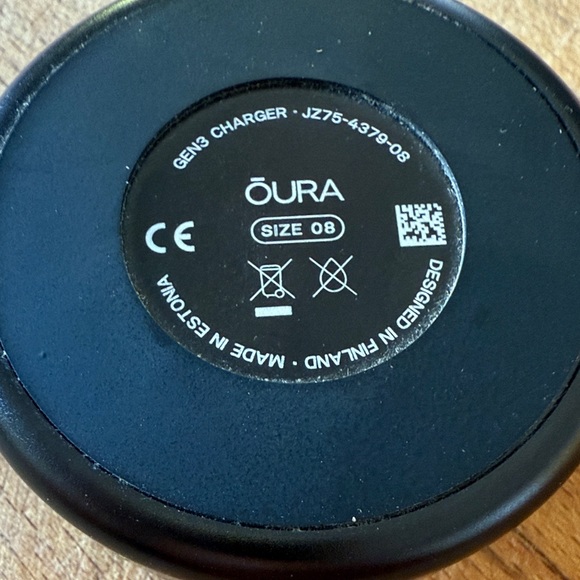 GEN3 CHARGER · JZ75-4379-08
ŌURA
SIZE 08
CE
DESIGNED IN FINLAND · MADE IN ESTONIA